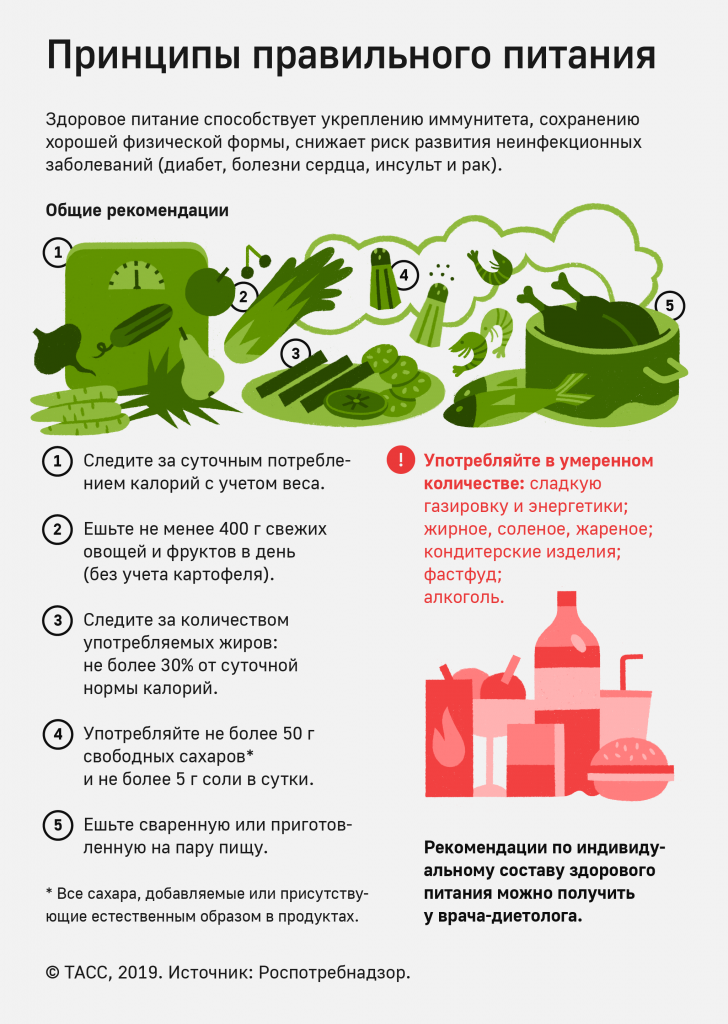 Принципы правильного питания
Здоровое питание способствует укреплению иммунитета, сохранению
хорошей физической формы, снижает риск развития неинфекционных
заболеваний (диабет, болезни сердца, инсульт и рак).
Общие рекомендации
1
2
3
4
5
1 Следите за суточным потребле-
нием калорий с учетом веса.
2 Ешьте не менее 400 г свежих
овощей и фруктов в день
(без учета картофеля).
3 Следите за количеством
употребляемых жиров:
не более 30% от суточной
нормы калорий.
4 Употребляйте не более 50 г
свободных сахаров*
и не более 5 г соли в сутки.
5 Ешьте сваренную или приготов-
ленную на пару пищу.
* Все сахара, добавляемые или присутству-
ющие естественным образом в продуктах.
! Употребляйте в умеренном
количестве: сладкую
газировку и энергетики;
жирное, соленое, жареное;
кондитерские изделия;
фастфуд;
алкоголь.
Рекомендации по индивиду-
альному составу здорового
питания можно получить
у врача-диетолога.
© ТАСС, 2019. Источник: Роспотребнадзор.